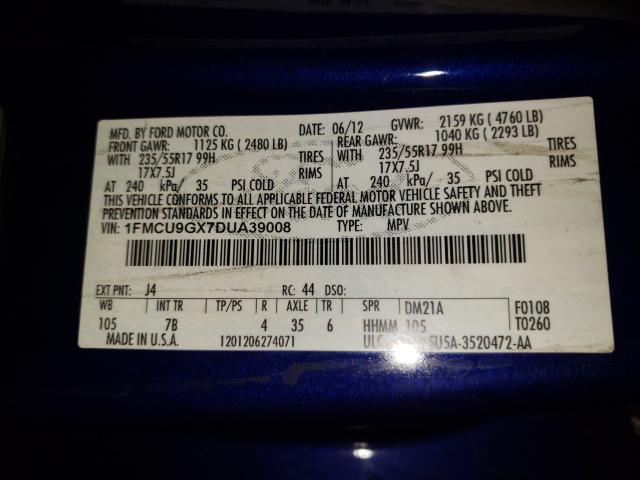 MFD. BY FORD MOTOR CO. DATE: 06/12 GVWR: 2159 KG ( 4760 LB)
FRONT GAWR: 1125 KG ( 2480 LB) REAR GAWR: 1040 KG ( 2293 LB)
WITH 235/55R17 99H TIRES WITH 235/55R17 99H TIRES
17X7.5J RIMS 17X7.5J RIMS
AT 240 kPa/ 35 PSI COLD AT 240 kPa/ 35 PSI COLD
THIS VEHICLE CONFORMS TO ALL APPLICABLE FEDERAL MOTOR VEHICLE SAFETY AND THEFT
PREVENTION STANDARDS IN EFFECT ON THE DATE OF MANUFACTURE SHOWN ABOVE.
VIN: 1FMCU9GX7DUA39008 TYPE: MPV
EXT PNT: J4 RC: 44 DSO:
WB INT TR TP/PS R AXLE TR SPR DM21A F0108
105 7B 4 35 6 HHMM 105 T0260
MADE IN U.S.A. 1201206274071 ULC 5U5A-3520472-AA